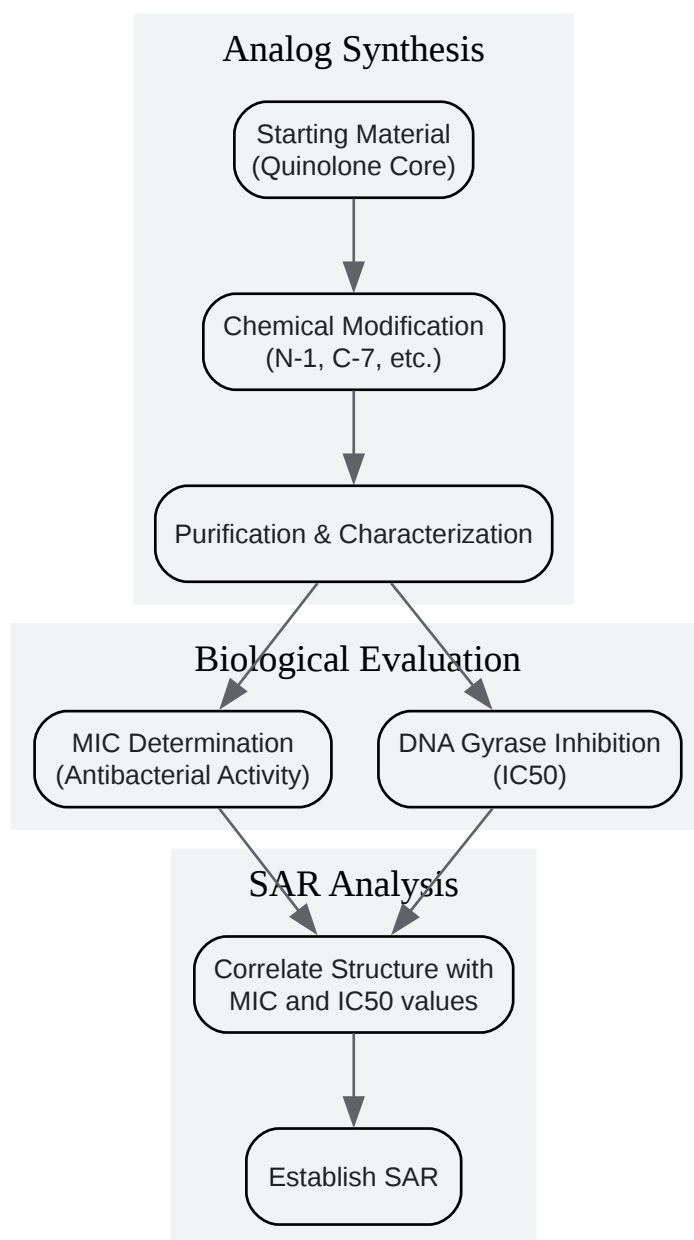 Analog Synthesis
Starting Material
(Quinolone Core)
Chemical Modification
(N-1, C-7, etc.)
Purification & Characterization
Biological Evaluation
MIC Determination
(Antibacterial Activity)
DNA Gyrase Inhibition
(IC50)
SAR Analysis
Correlate Structure with
MIC and IC50 values
Establish SAR